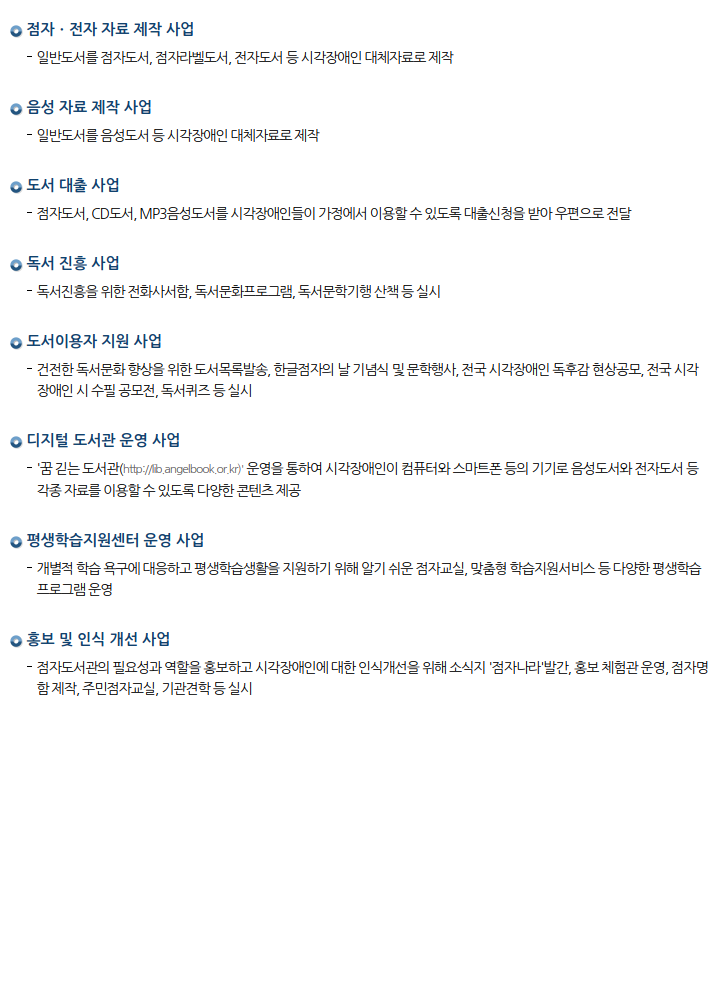 점자 · 전자 자료 제작 사업
- 일반도서를 점자도서, 점자라벨도서, 전자도서 등 시각장애인 대체자료로 제작
음성 자료 제작 사업
- 일반도서를 음성도서 등 시각장애인 대체자료로 제작
도서 대출 사업
- 점자도서, CD도서, MP3음성도서를 시각장애인들이 가정에서 이용할 수 있도록 대출신청을 받아 우편으로 전달
독서 진흥 사업
- 독서진흥을 위한 전화사서함, 독서문화프로그램, 독서문학기행 산책 등 실시
도서이용자 지원 사업
- 건전한 독서문화 향상을 위한 도서목록발송, 한글점자의 날 기념식 및 문학행사, 전국 시각장애인 독후감 현상공모, 전국 시각
장애인 시 수필 공모전, 독서퀴즈 등 실시
디지털 도서관 운영 사업
- '꿈 긷는 도서관(http://lib.angelbook.or.kr)' 운영을 통하여 시각장애인이 컴퓨터와 스마트폰 등의 기기로 음성도서와 전자도서 등
각종 자료를 이용할 수 있도록 다양한 콘텐츠 제공
평생학습지원센터 운영 사업
- 개별적 학습 욕구에 대응하고 평생학습생활을 지원하기 위해 알기 쉬운 점자교실, 맞춤형 학습지원서비스 등 다양한 평생학습
프로그램 운영
홍보 및 인식 개선 사업
- 점자도서관의 필요성과 역할을 홍보하고 시각장애인에 대한 인식개선을 위해 소식지 '점자나라'발간, 홍보 체험관 운영, 점자명
함 제작, 주민점자교실, 기관견학 등 실시